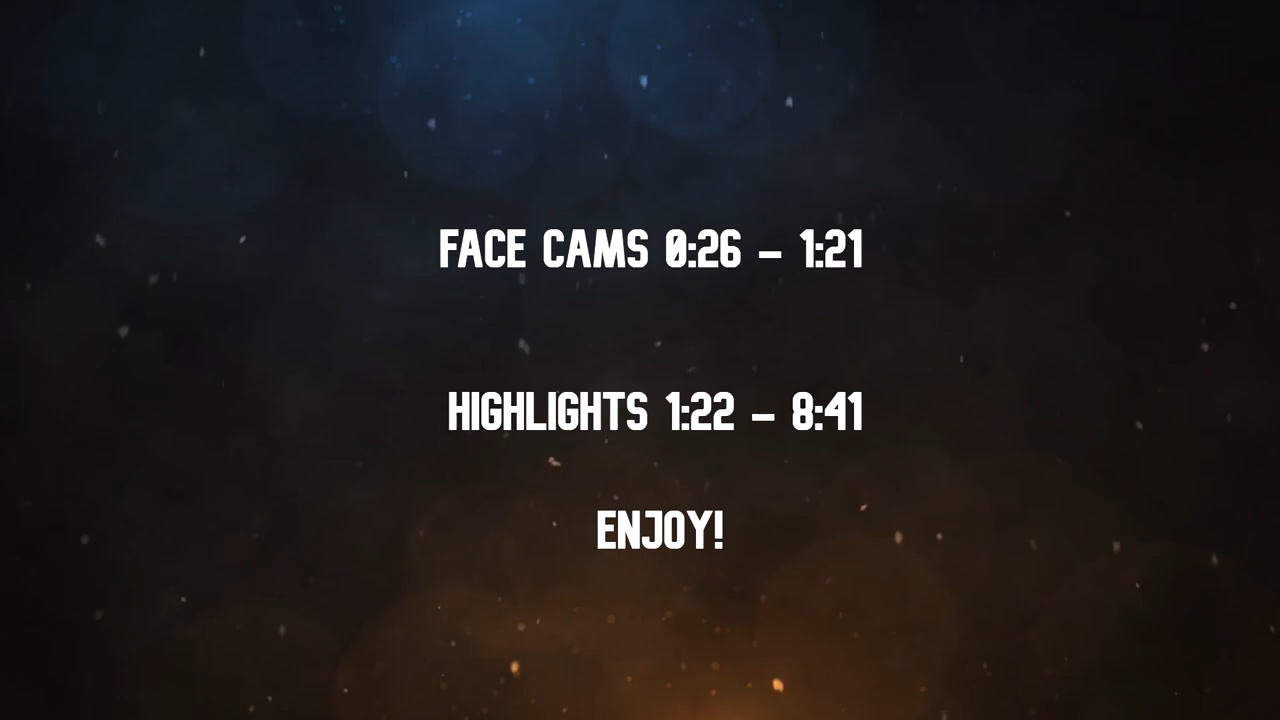 FACE CAMS 0:26 – 1:21
HIGHLIGHTS 1:22 – 8:41
ENJOY!